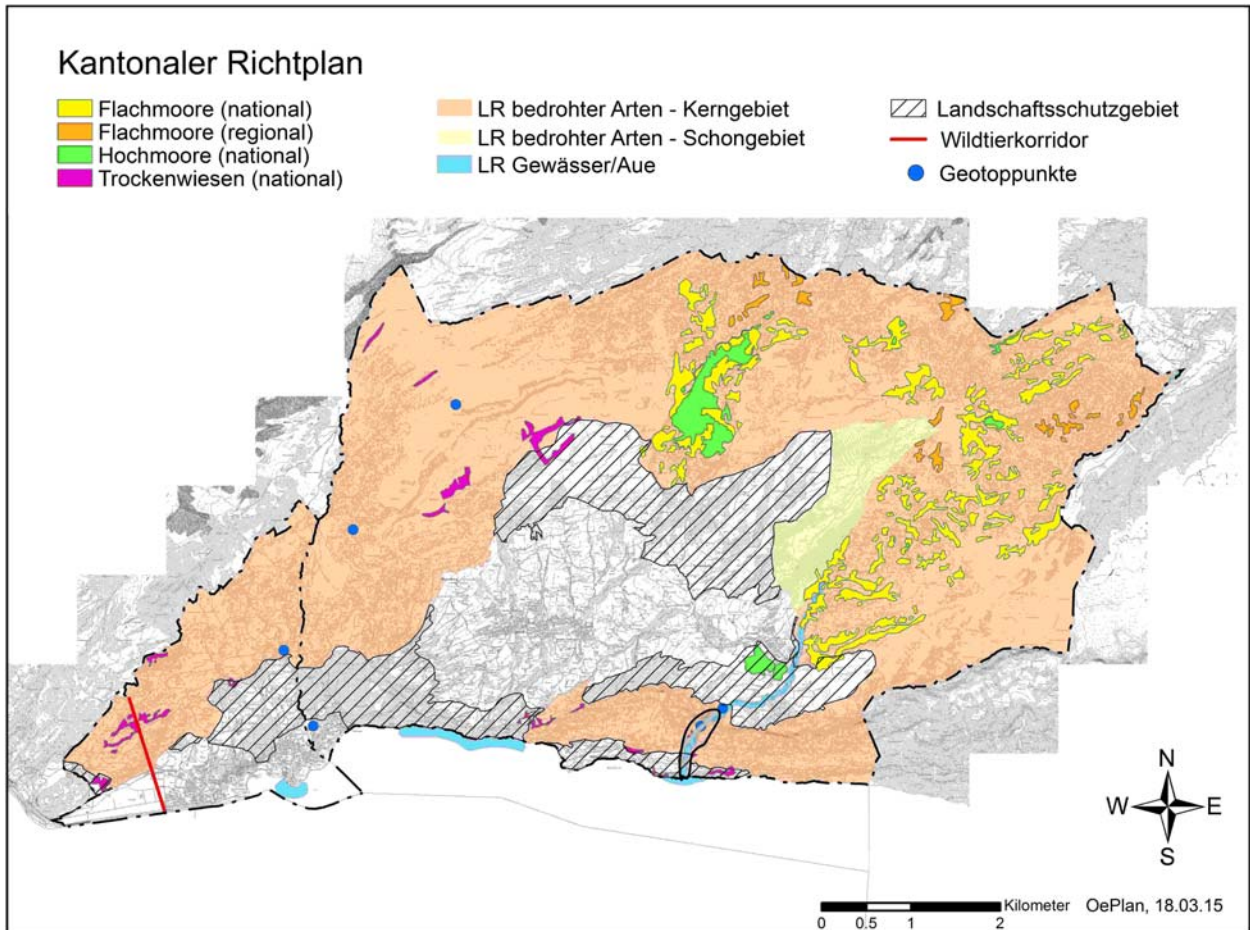 Kantonaler Richtplan
Flachmoore (national)
Flachmoore (regional)
Hochmoore (national)
Trockenwiesen (national)
LR bedrohter Arten - Kerngebiet
LR bedrohter Arten - Schongebiet
LR Gewässer/Aue
Landschaftsschutzgebiet
Wildtierkorridor
Geotoppunkte
N
W E
S
Kilometer
0 0.5 1 2
OePlan, 18.03.15